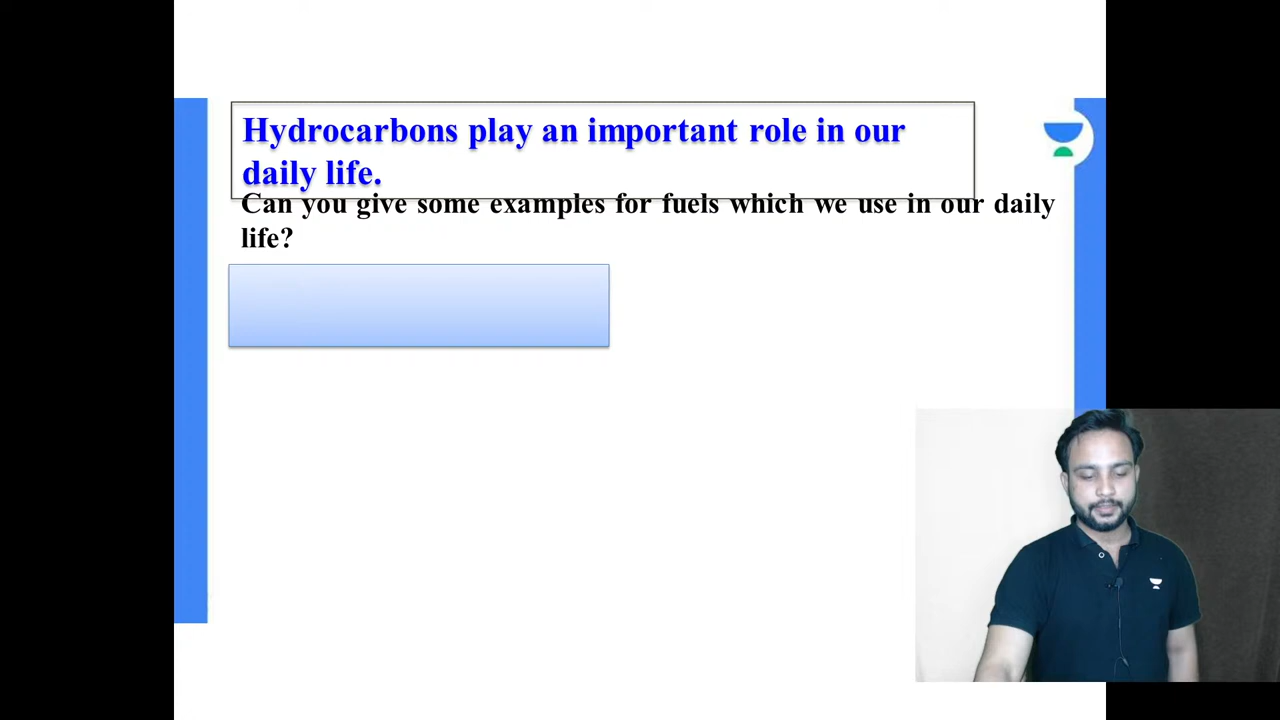 Hydrocarbons play an important role in our
daily life.
Can you give some examples for fuels which we use in our daily
life?